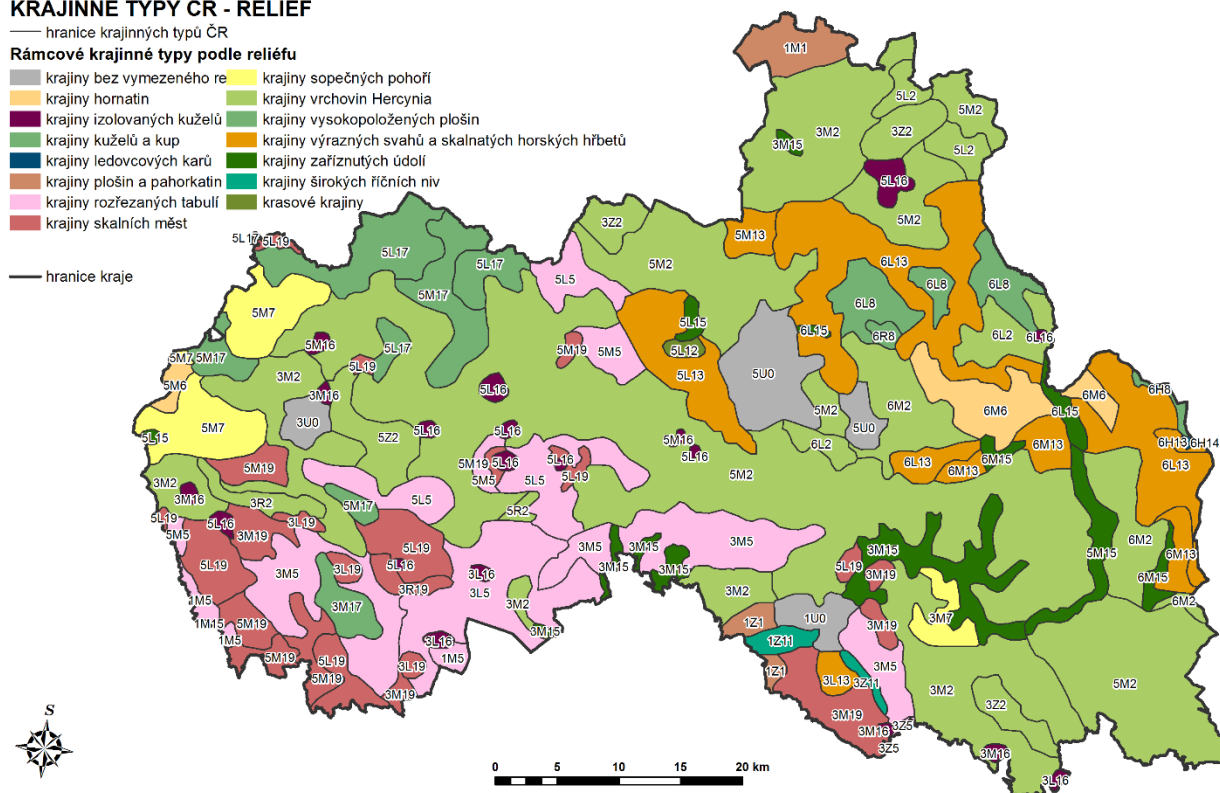 KRAJINNÉ TYPY ČR - RELIÉF
hranice krajinných typů ČR
Rámcové krajinné typy podle reliéfu
krajiny bez vymezeného re
krajiny hornatin
krajiny izolovaných kuželů
krajiny kuželů a kup
krajiny ledovcových karů
krajiny plošin a pahorkatin
krajiny rozřezaných tabulí
krajiny skalních měst
krajiny sopečných pohoří
krajiny vrchovin Hercynia
krajiny vysokopoložených plošin
krajiny výrazných svahů a skalnatých horských hřbetů
krajiny zaříznutých údolí
krajiny širokých říčních niv
krasové krajiny
hranice kraje
1M1
5L2
5M2
3M2
3Z2
3M15
5L2
5L16
5M2
3Z2
5M13
5L17
5L19
5L17
5L17
5M2
6L13
5L5
5M17
6L8
6L8
6L8
5M7
5L15
6L15
6R8
6L2
6L16
5M16
5L17
5M19
5M5
5L12
5M7
5M17
5L19
5L13
5U0
5M6
3M2
3M16
5L16
5M2
6M2
6M6
6M6
6H8
6L15
5M7
3U0
5Z2
5L16
5L16
5M16
5U0
5L15
5L16
6L2
6M13
6H13
6H14
5M19
5M19
5L16
5L16
5M5
5L5
5L19
5M2
6L13
6M13
6M15
6L13
3M2
3M16
3R2
5M17
5L5
5R2
5L19
5M5
5L16
3M19
3L19
5L19
3M5
3M5
3M15
3M15
3M15
3M15
5M15
6M2
6M13
5L19
3M5
3L19
5L16
3R19
3L16
3L5
3M15
5L19
3M19
6M15
6M2
1M5
1M15
3M17
3M2
3M2
3M7
1M5
5M19
3M15
1Z1
1U0
3M19
5M19
5L19
5M19
3L16
1M5
3L19
3M19
1Z11
1Z1
3L13
3Z11
3M5
3M2
5M2
3M19
3Z2
3M16
3Z5
3Z5
3M16
3L16
S
0 5 10 15 20 km